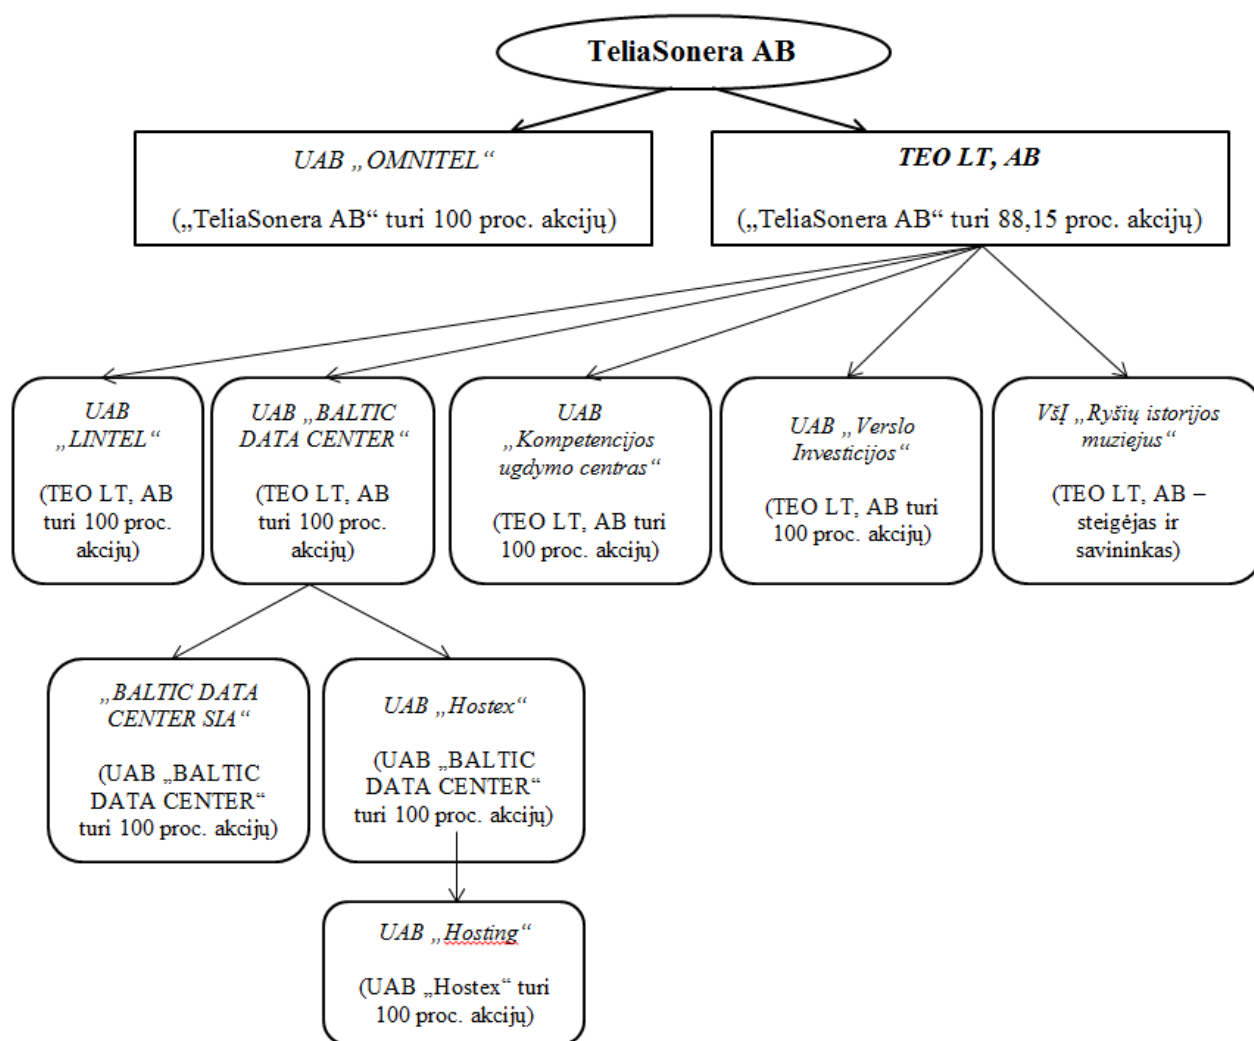 TeliaSonera AB
UAB „OMNITEL“
(„TeliaSonera AB“ turi 100 proc. akcijų)
TEO LT, AB
(„TeliaSonera AB“ turi 88,15 proc. akcijų)
UAB
„LINTEL“
(TEO LT, AB
turi 100 proc.
akcijų)
UAB „BALTIC
DATA CENTER“
(TEO LT, AB
turi 100 proc.
akcijų)
UAB
„Kompetencijos
ugdymo centras“
(TEO LT, AB turi
100 proc. akcijų)
UAB „Verslo
Investicijos“
(TEO LT, AB turi
100 proc. akcijų)
VšĮ „Ryšių istorijos
muziejus“
(TEO LT, AB –
steigėjas ir
savininkas)
„BALTIC DATA
CENTER SIA“
(UAB „BALTIC
DATA CENTER“
turi 100 proc. akcijų)
UAB „Hostex“
(UAB „BALTIC
DATA CENTER“
turi 100 proc. akcijų)
UAB „Hosting“
(UAB „Hostex“ turi
100 proc. akcijų)